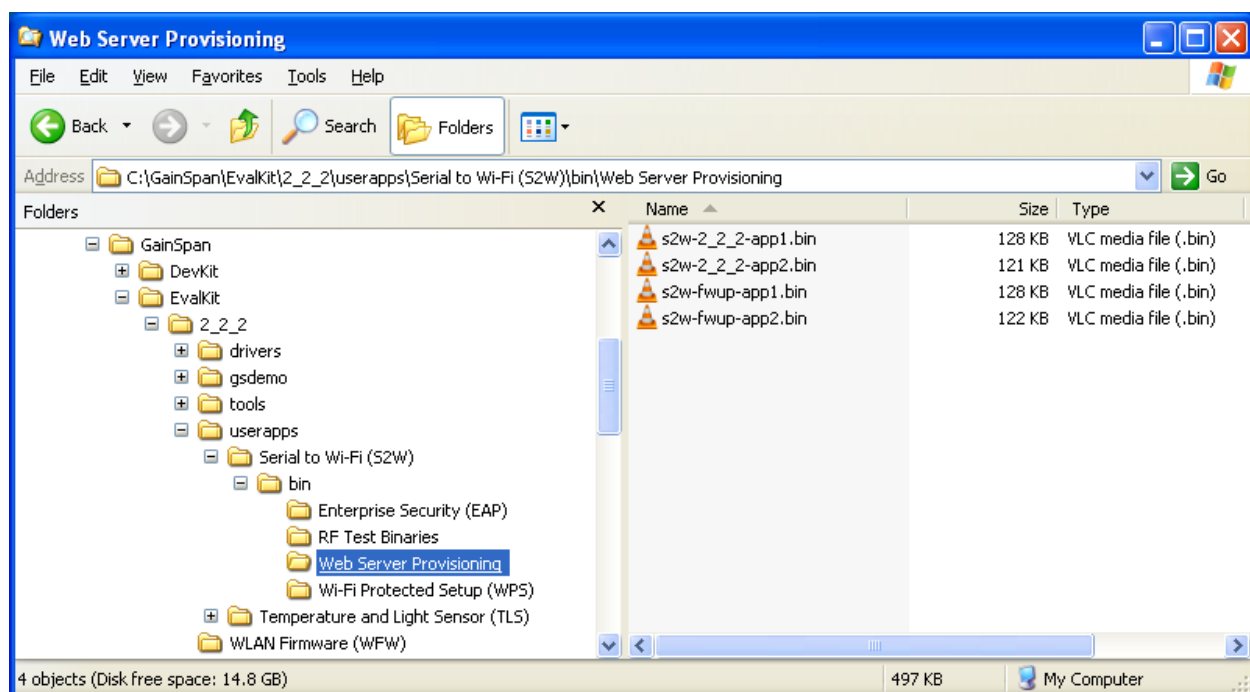 Web Server Provisioning
File Edit View Favorites Tools Help
Back Search Folders
Address C:\GainSpan\EvalKit\2_2_2\userapps\Serial to Wi-Fi (S2W)\bin\Web Server Provisioning Go
Folders
GainSpan
DevKit
EvalKit
2_2_2
drivers
gsdemo
tools
userapps
Serial to Wi-Fi (S2W)
bin
Enterprise Security (EAP)
RF Test Binaries
Web Server Provisioning
Wi-Fi Protected Setup (WPS)
Temperature and Light Sensor (TLS)
WLAN Firmware (WFW)
Name Size Type
s2w-2_2_2-app1.bin 128 KB VLC media file (.bin)
s2w-2_2_2-app2.bin 121 KB VLC media file (.bin)
s2w-fwup-app1.bin 128 KB VLC media file (.bin)
s2w-fwup-app2.bin 122 KB VLC media file (.bin)
4 objects (Disk free space: 14.8 GB) 497 KB My Computer